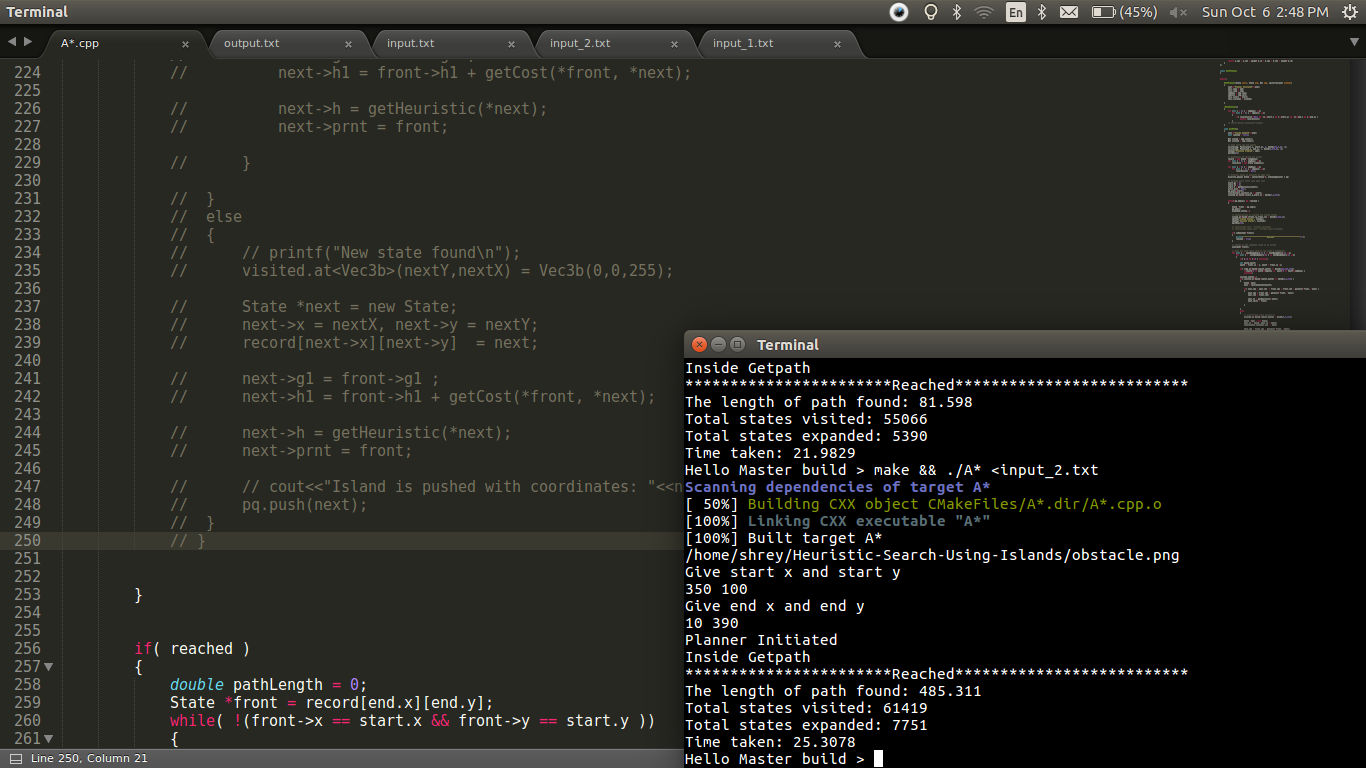 Terminal
En
(45%)
Sun Oct 6 2:48 PM
A*.cpp × output.txt × input.txt × input_2.txt × input_1.txt ×
224 // next->h1 = front->h1 + getCost(*front, *next);
225
226 // next->h = getHeuristic(*next);
227 // next->prnt = front;
228
229 // }
230
231 // }
232 // else
233 // {
234 // // printf("New state found\n");
235 // visited.at<Vec3b>(nextY,nextX) = Vec3b(0,0,255);
236
237 // State *next = new State;
238 // next->x = nextX, next->y = nextY;
239 // record[next->x][next->y]  = next;
240
241 // next->g1 = front->g1 ;
242 // next->h1 = front->h1 + getCost(*front, *next);
243
244 // next->h = getHeuristic(*next);
245 // next->prnt = front;
246
247 // // cout<<"Island is pushed with coordinates: "<<n
248 // pq.push(next);
249 // }
250 // }
251
252
253 }
254
255
256 if( reached )
257 {
258 double pathLength = 0;
259 State *front = record[end.x][end.y];
260 while( !(front->x == start.x && front->y == start.y ))
261 {
Line 250, Column 21
Terminal
Inside Getpath
***********************Reached**************************
The length of path found: 81.598
Total states visited: 55066
Total states expanded: 5390
Time taken: 21.9829
Hello Master build > make && ./A* <input_2.txt
Scanning dependencies of target A*
[ 50%] Building CXX object CMakeFiles/A*.dir/A*.cpp.o
[100%] Linking CXX executable "A*"
[100%] Built target A*
/home/shrey/Heuristic-Search-Using-Islands/obstacle.png
Give start x and start y
350 100
Give end x and end y
10 390
Planner Initiated
Inside Getpath
***********************Reached**************************
The length of path found: 485.311
Total states visited: 61419
Total states expanded: 7751
Time taken: 25.3078
Hello Master build >